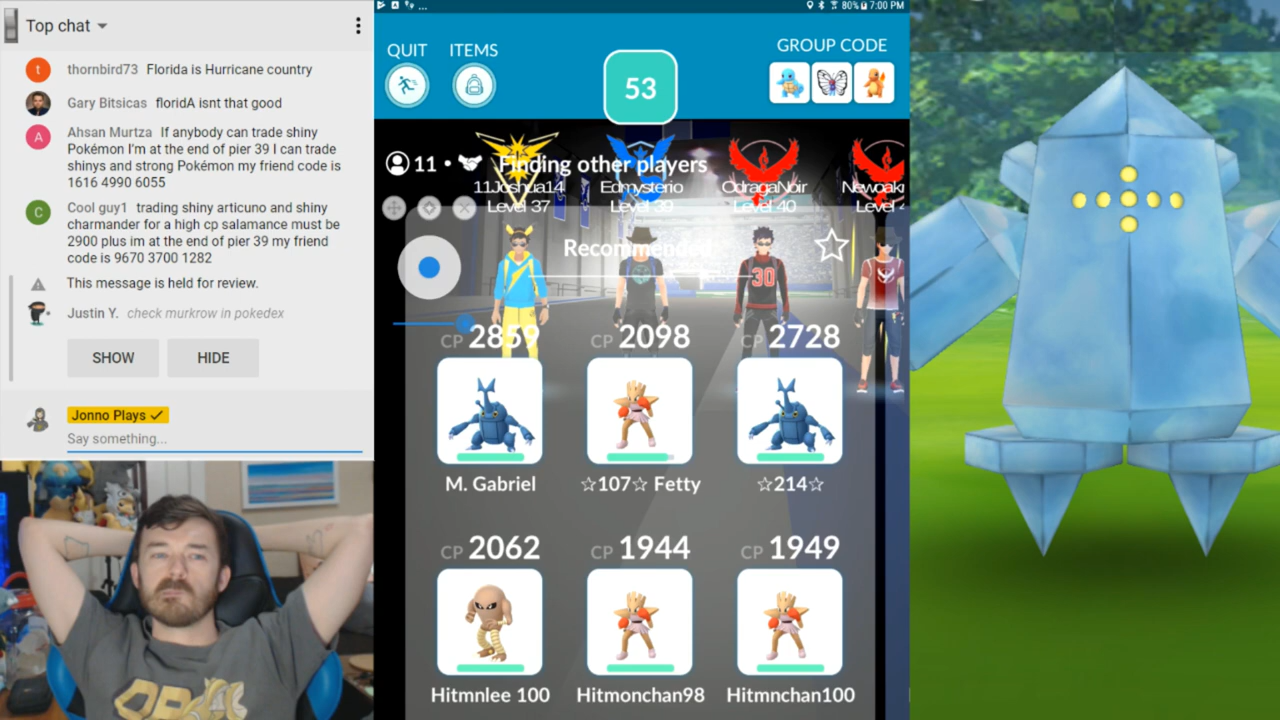 Top chat
thornbird73 Florida is Hurricane country
Gary Bitsicas floridA isnt that good
Ahsan Murtza If anybody can trade shiny
Pokémon I'm at the end of pier 39 I can trade
shinys and strong Pokémon my friend code is
1616 4990 6055
Cool guy1 trading shiny articuno and shiny
charmander for a high cp salamance must be
2900 plus im at the end of pier 39 my friend
code is 9670 3700 1282
This message is held for review.
Justin Y. check murkrow in pokedex
SHOW HIDE
Jonno Plays
Say something...
80% 7:00 PM
QUIT ITEMS
53
GROUP CODE
11 • Finding other players
11Joshua14 Edmysterio OdragaNoir
Level 37 Level 39 Level 40 Level
Recommended
30
CP 2859 CP 2098 CP 2728
M. Gabriel ☆107☆ Fetty ☆214☆
CP 2062 CP 1944 CP 1949
Hitmnlee 100 Hitmonchan98 Hitmnchan100